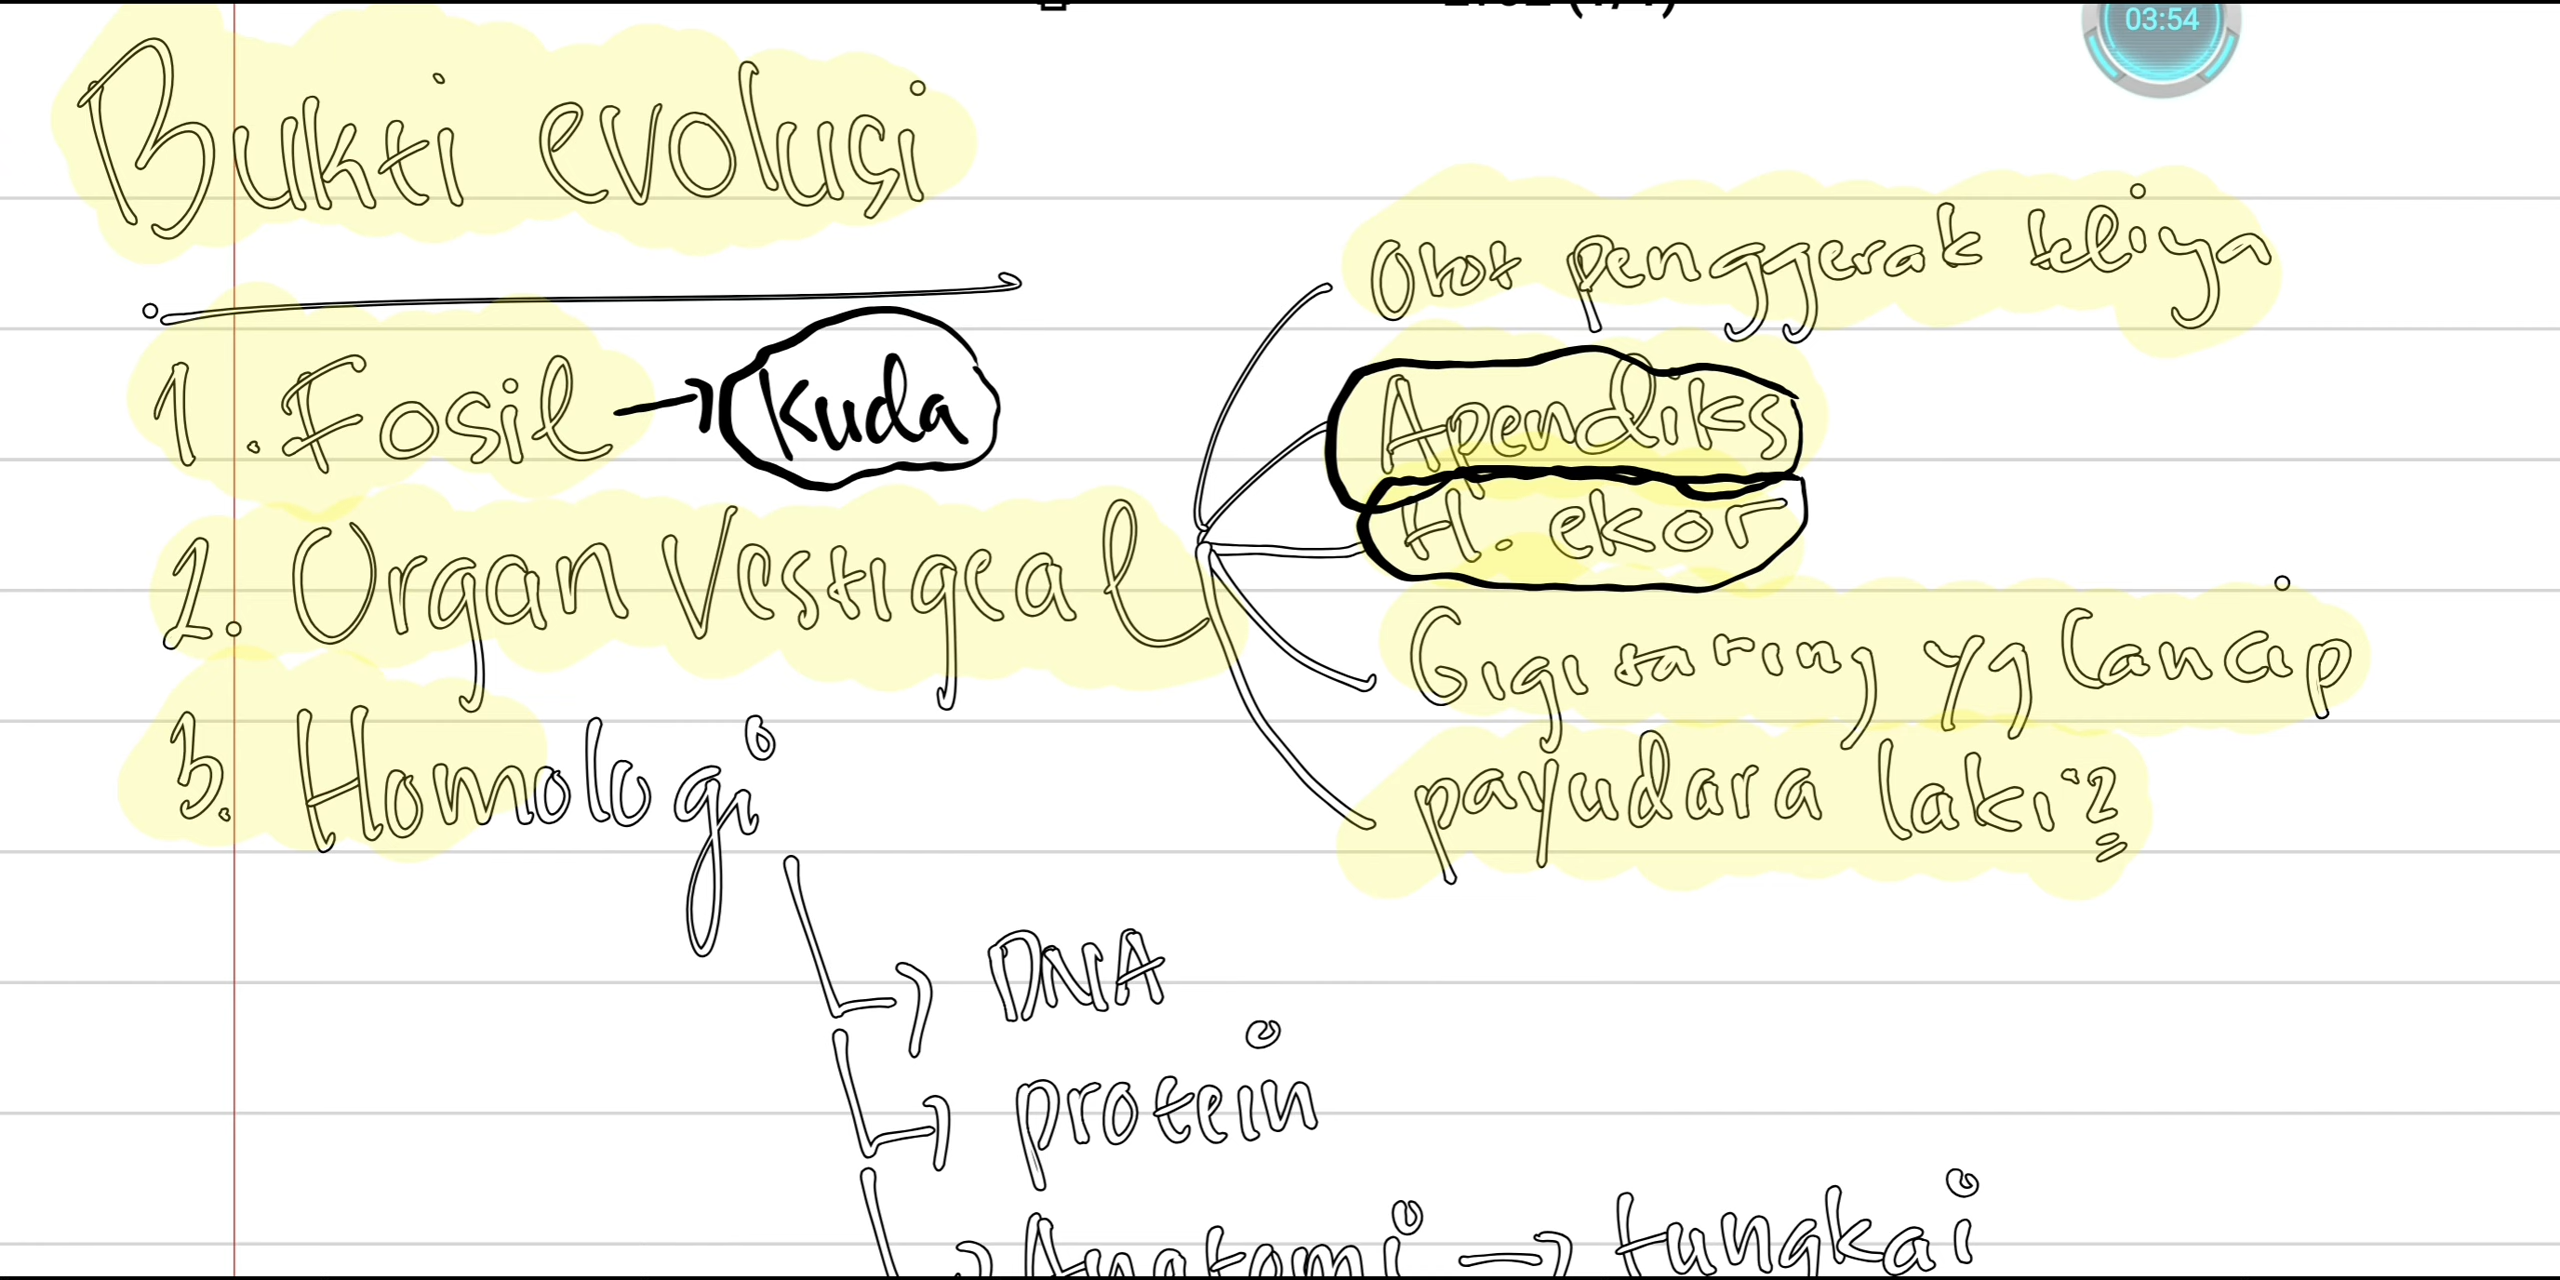 03:54
Bukti evolusi
1. Fosil → Kuda
2. Organ Vestigeal
Otot penggerak teliya
Apendiks
H. ekor
Gigi taring yg lancip
payudara laki2
3. Homologi
↳ DNA
↳ protein
↳ Anatomi → tungkai